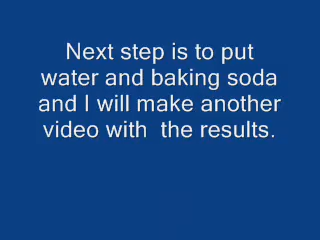 Next step is to put
water and baking soda
and I will make another
video with  the results.